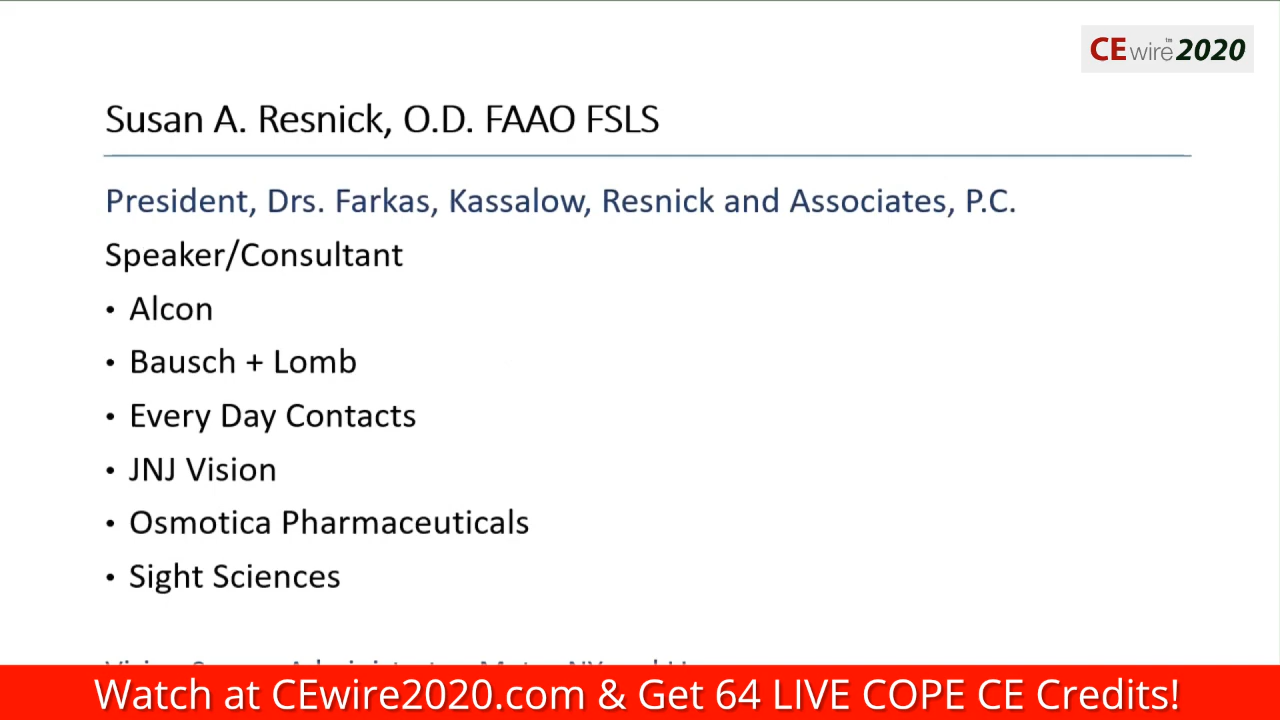 CEwire™2020
Susan A. Resnick, O.D. FAAO FSLS
President, Drs. Farkas, Kassalow, Resnick and Associates, P.C.
Speaker/Consultant
• Alcon
• Bausch + Lomb
• Every Day Contacts
• JNJ Vision
• Osmotica Pharmaceuticals
• Sight Sciences
Watch at CEwire2020.com & Get 64 LIVE COPE CE Credits!